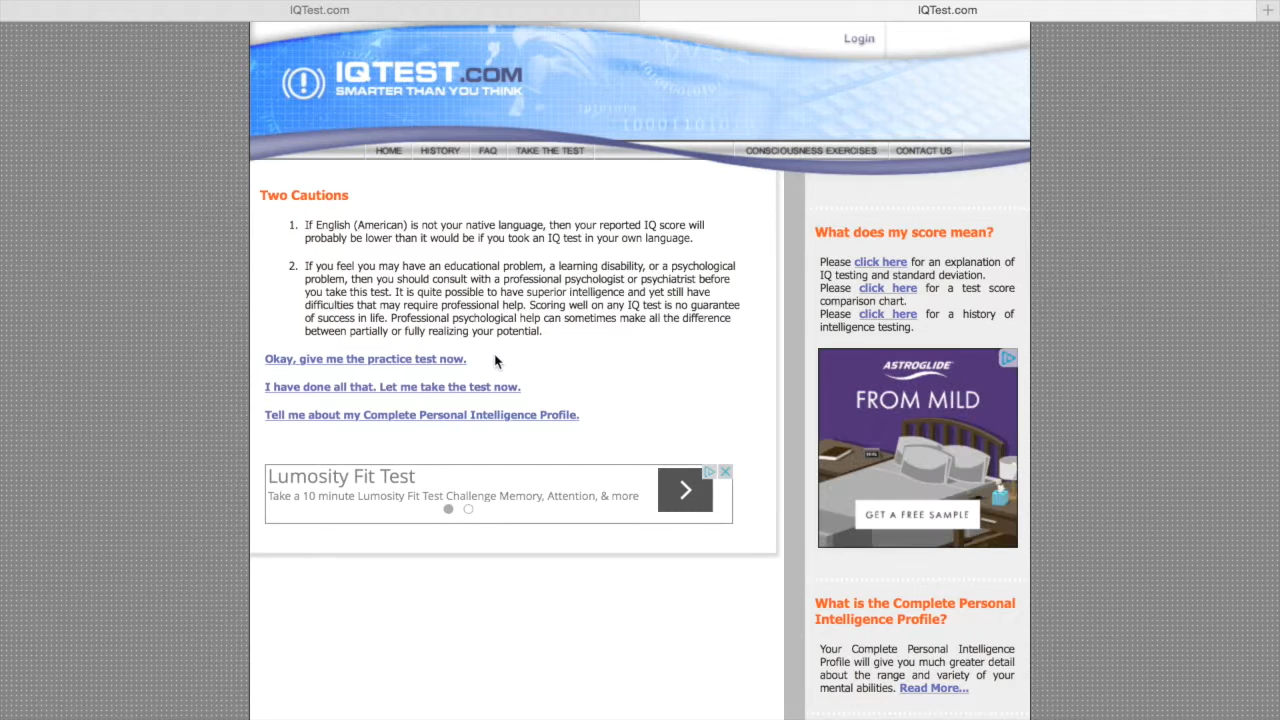 IQTest.com
IQTest.com
Login
IQTEST.COM
SMARTER THAN YOU THINK
HOME
HISTORY
FAQ
TAKE THE TEST
CONSCIOUSNESS EXERCISES
CONTACT US
Two Cautions
1. If English (American) is not your native language, then your reported IQ score will
probably be lower than it would be if you took an IQ test in your own language.
2. If you feel you may have an educational problem, a learning disability, or a psychological
problem, then you should consult with a professional psychologist or psychiatrist before
you take this test. It is quite possible to have superior intelligence and yet still have
difficulties that may require professional help. Scoring well on any IQ test is no guarantee
of success in life. Professional psychological help can sometimes make all the difference
between partially or fully realizing your potential.
Okay, give me the practice test now.
I have done all that. Let me take the test now.
Tell me about my Complete Personal Intelligence Profile.
Lumosity Fit Test
Take a 10 minute Lumosity Fit Test Challenge Memory, Attention, & more
What does my score mean?
Please click here for an explanation of
IQ testing and standard deviation.
Please click here for a test score
comparison chart.
Please click here for a history of
intelligence testing.
ASTROGLIDE
FROM MILD
GET A FREE SAMPLE
What is the Complete Personal
Intelligence Profile?
Your Complete Personal Intelligence
Profile will give you much greater detail
about the range and variety of your
mental abilities. Read More...